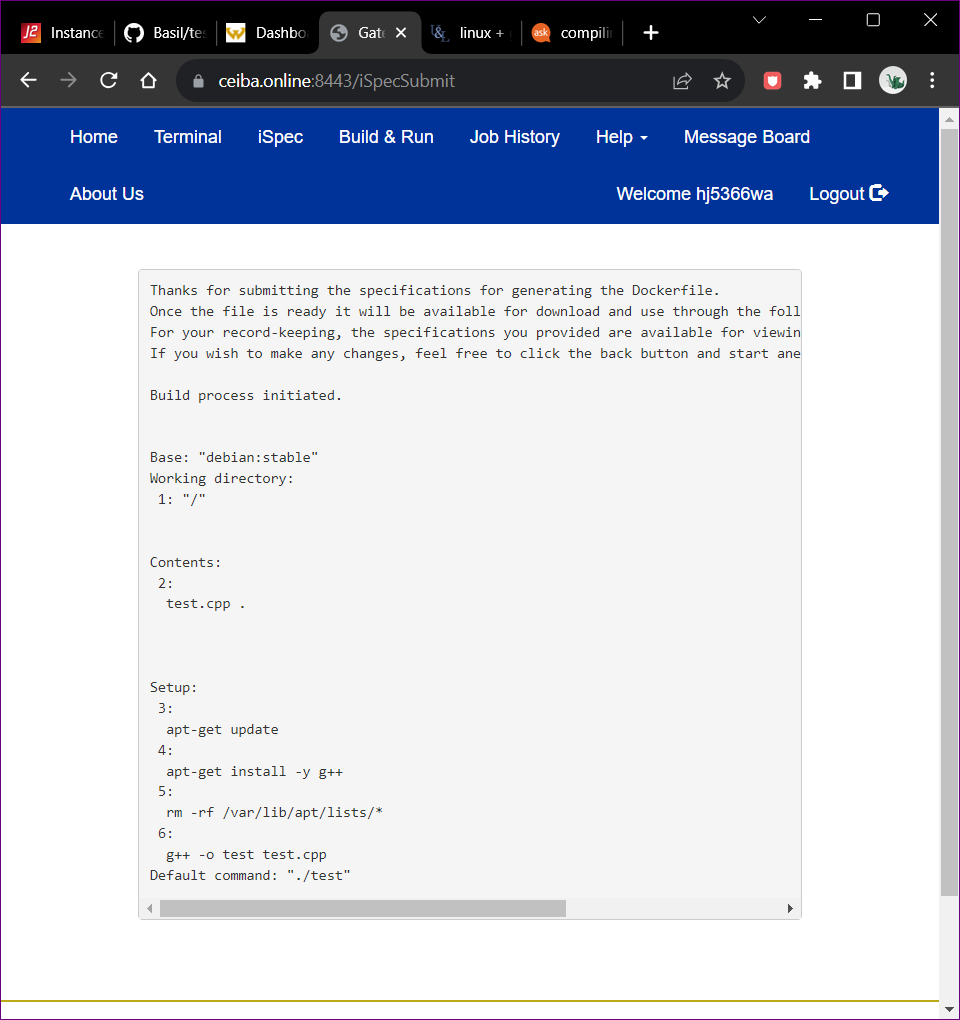 Instance
Basil/tes
Dashbo
Gate
linux +
ask
compilin
ceiba.online:8443/iSpecSubmit
Home Terminal iSpec Build & Run Job History Help Message Board
About Us Welcome hj5366wa Logout
Thanks for submitting the specifications for generating the Dockerfile.
Once the file is ready it will be available for download and use through the foll
For your record-keeping, the specifications you provided are available for viewin
If you wish to make any changes, feel free to click the back button and start ane
Build process initiated.
Base: "debian:stable"
Working directory:
1: "/"
Contents:
2:
test.cpp .
Setup:
3:
apt-get update
4:
apt-get install -y g++
5:
rm -rf /var/lib/apt/lists/*
6:
g++ -o test test.cpp
Default command: "./test"